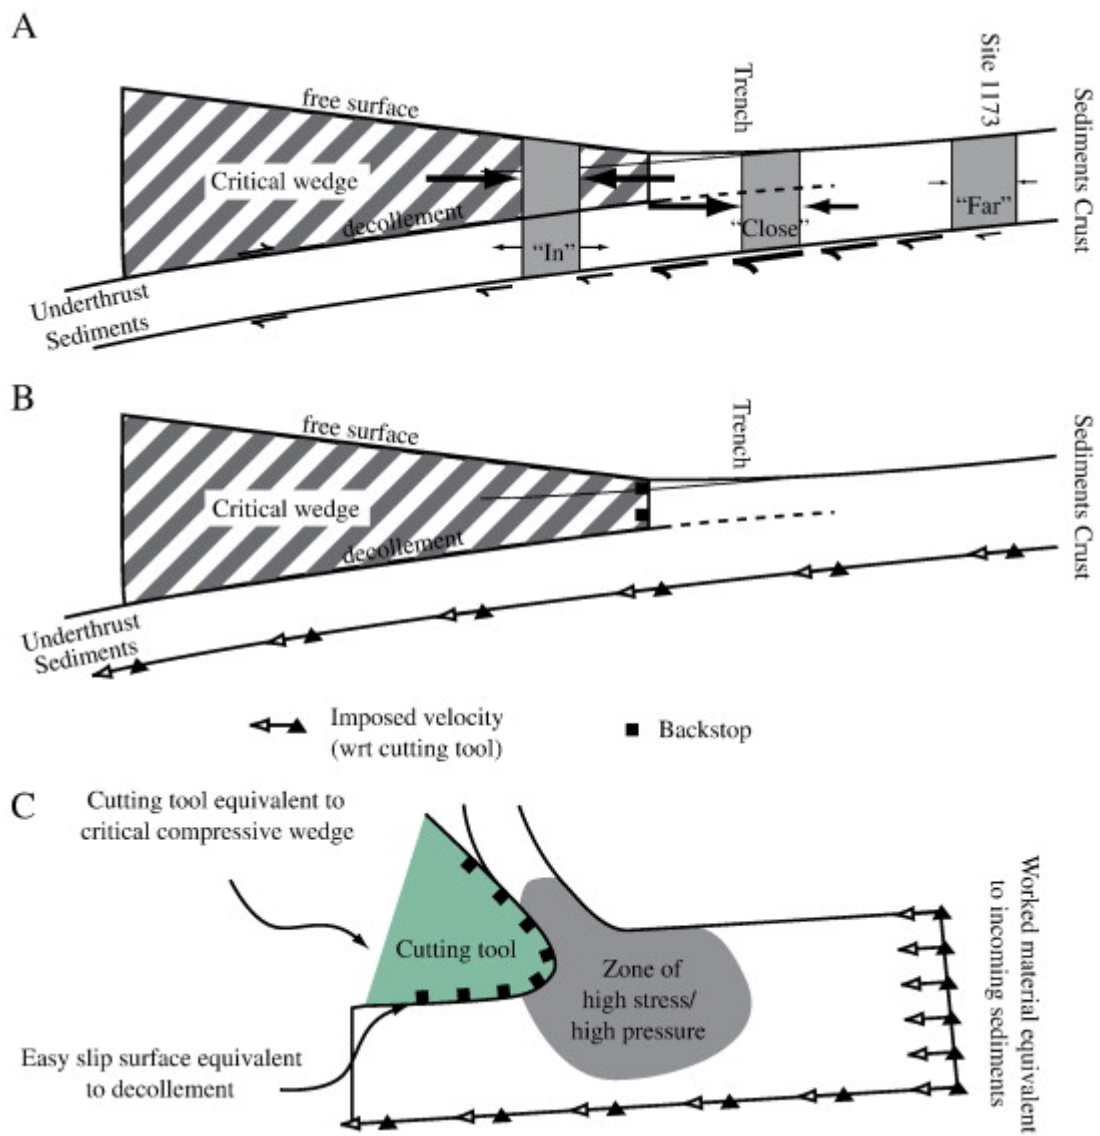 A
free surface
Critical wedge
decollement
Underthrust
Sediments
"In"
Trench
"Close"
Site 1173
"Far"
Sediments Crust
B
free surface
Critical wedge
decollement
Underthrust
Sediments
Trench
Sediments Crust
Imposed velocity
(wrt cutting tool)
Backstop
C
Cutting tool equivalent to
critical compressive wedge
Cutting tool
Zone of
high stress/
high pressure
Easy slip surface equivalent
to decollement
Worked material equivalent
to incoming sediments